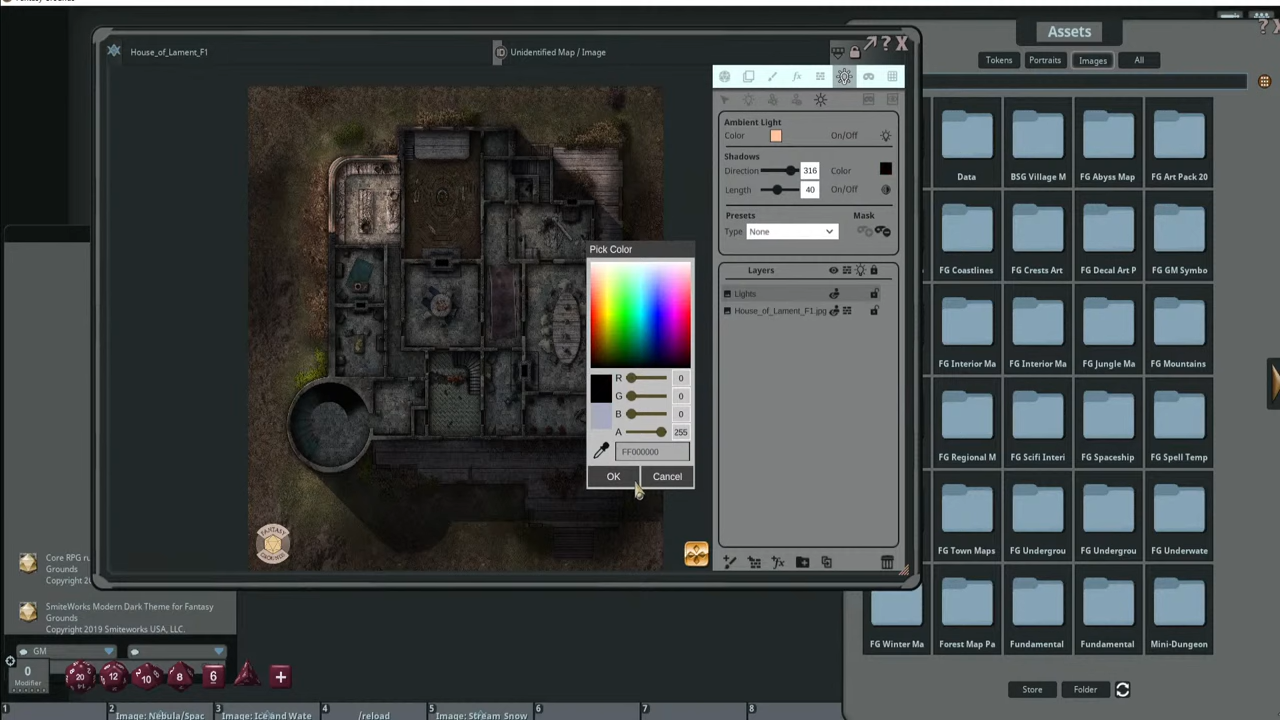 House_of_Lament_F1
ID Unidentified Map / Image
Assets
Tokens Portraits Images All
Ambient Light
Color On/Off
Shadows
Direction 316 Color
Length 40 On/Off
Presets Mask
Type None
Layers
Lights
House_of_Lament_F1.jpg
Pick Color
R 0
G 0
B 0
A 255
FF000000
OK Cancel
Data BSG Village M FG Abyss Map FG Art Pack 20
FG Coastlines FG Crests Art FG Decal Art P FG GM Symbo
FG Interior Ma FG Interior Ma FG Jungle Ma FG Mountains
FG Regional M FG Scifi Interi FG Spaceship FG Spell Temp
FG Town Maps FG Undergrou FG Undergrou FG Underwate
FG Winter Ma Forest Map Pa Fundamental Fundamental Mini-Dungeon
Store Folder
FANTASY
GROUNDS
Core RPG ru
Grounds
Copyright 20
SmiteWorks Modern Dark Theme for Fantasy
Grounds
Copyright 2019 Smiteworks USA, LLC.
GM
0
Modifier
20 12 10 8 6
1 2 3 4 5 6 7 8
Image: Nebula/Spac Image: Ice and Wate /reload Image: Stream_Snow